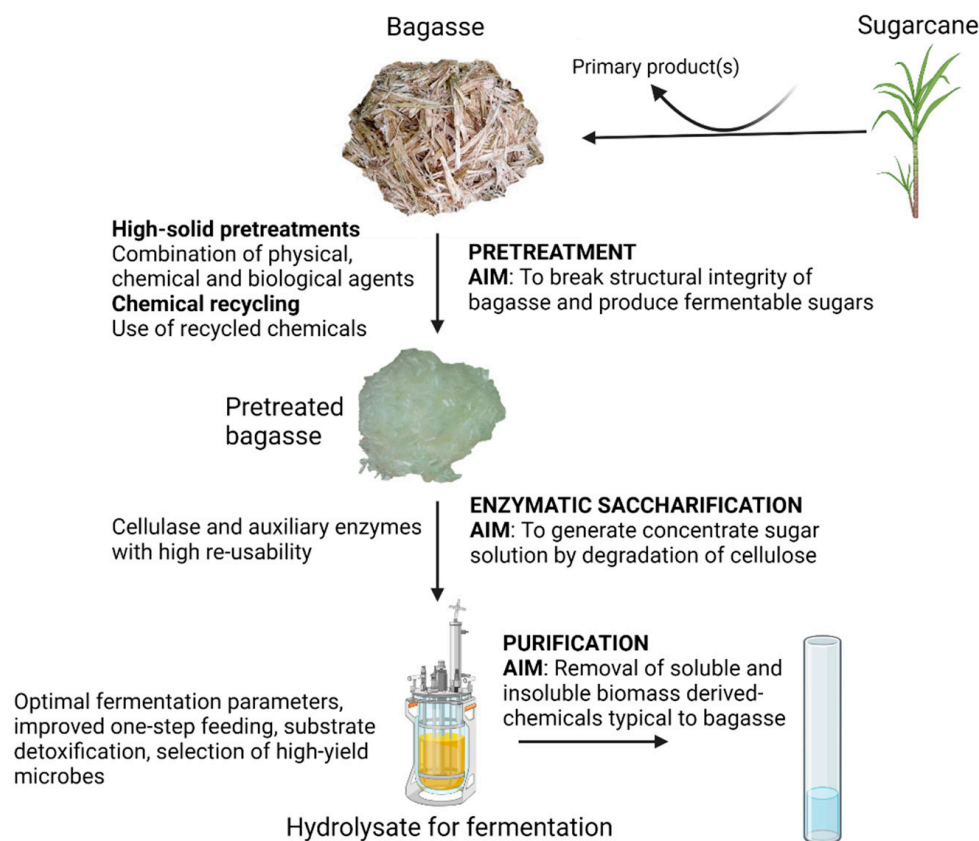 Bagasse
Sugarcane
Primary product(s)
High-solid pretreatments
Combination of physical,
chemical and biological agents
Chemical recycling
Use of recycled chemicals
PRETREATMENT
AIM: To break structural integrity of
bagasse and produce fermentable sugars
Pretreated
bagasse
Cellulase and auxiliary enzymes
with high re-usability
ENZYMATIC SACCHARIFICATION
AIM: To generate concentrate sugar
solution by degradation of cellulose
PURIFICATION
AIM: Removal of soluble and
insoluble biomass derived-
chemicals typical to bagasse
Optimal fermentation parameters,
improved one-step feeding, substrate
detoxification, selection of high-yield
microbes
Hydrolysate for fermentation